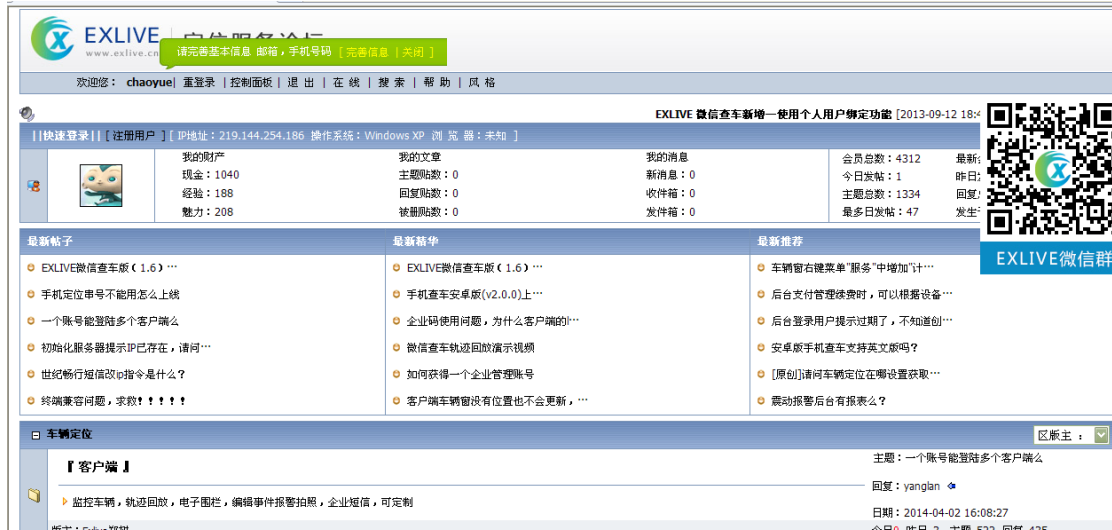 EXLIVE
www.exlive.cn
请完善基本信息 邮箱，手机号码 [ 完善信息 | 关闭 ]
欢迎您： chaoyue| 重登录 | 控制面板 | 退 出 | 在 线 | 搜 索 | 帮 助 | 风 格
EXLIVE 微信查车新增一使用个人用户绑定功能 [2013-09-12 18:4
||快速登录|| [ 注册用户 ] [ IP地址：219.144.254.186 操作系统：Windows XP 浏 览 器：未知 ]
我的财产 我的文章 我的消息 会员总数：4312 最新
现金：1040 主题贴数：0 新消息：0 今日发帖：1 昨日
经验：188 回复贴数：0 收件箱：0 主题总数：1334 回复
魅力：208 被删贴数：0 发件箱：0 最多日发帖：47 发生
EXLIVE微信群
最新帖子 最新精华 最新推荐
EXLIVE微信查车版（1.6）… EXLIVE微信查车版（1.6）… 车辆窗右键菜单"服务"中增加"计…
手机定位串号不能用怎么上线 手机查车安卓版(v2.0.0)上… 后台支付管理续费时，可以根据设备…
一个账号能登陆多个客户端么 企业码使用问题，为什么客户端的… 后台登录用户提示过期了，不知道创…
初始化服务器提示IP已存在，请问… 微信查车轨迹回放演示视频 安卓版手机查车支持英文版吗？
世纪畅行短信改ip指令是什么？ 如何获得一个企业管理账号 [原创]请问车辆定位在哪设置获取…
终端兼容问题，求救！！！！！ 客户端车辆窗没有位置也不会更新，… 震动报警后台有报表么？
车辆定位 区版主：
『 客户端 』 主题：一个账号能登陆多个客户端么
回复：yanglan
监控车辆，轨迹回放，电子围栏，编辑事件报警拍照，企业短信，可定制
日期：2014-04-02 16:08:27